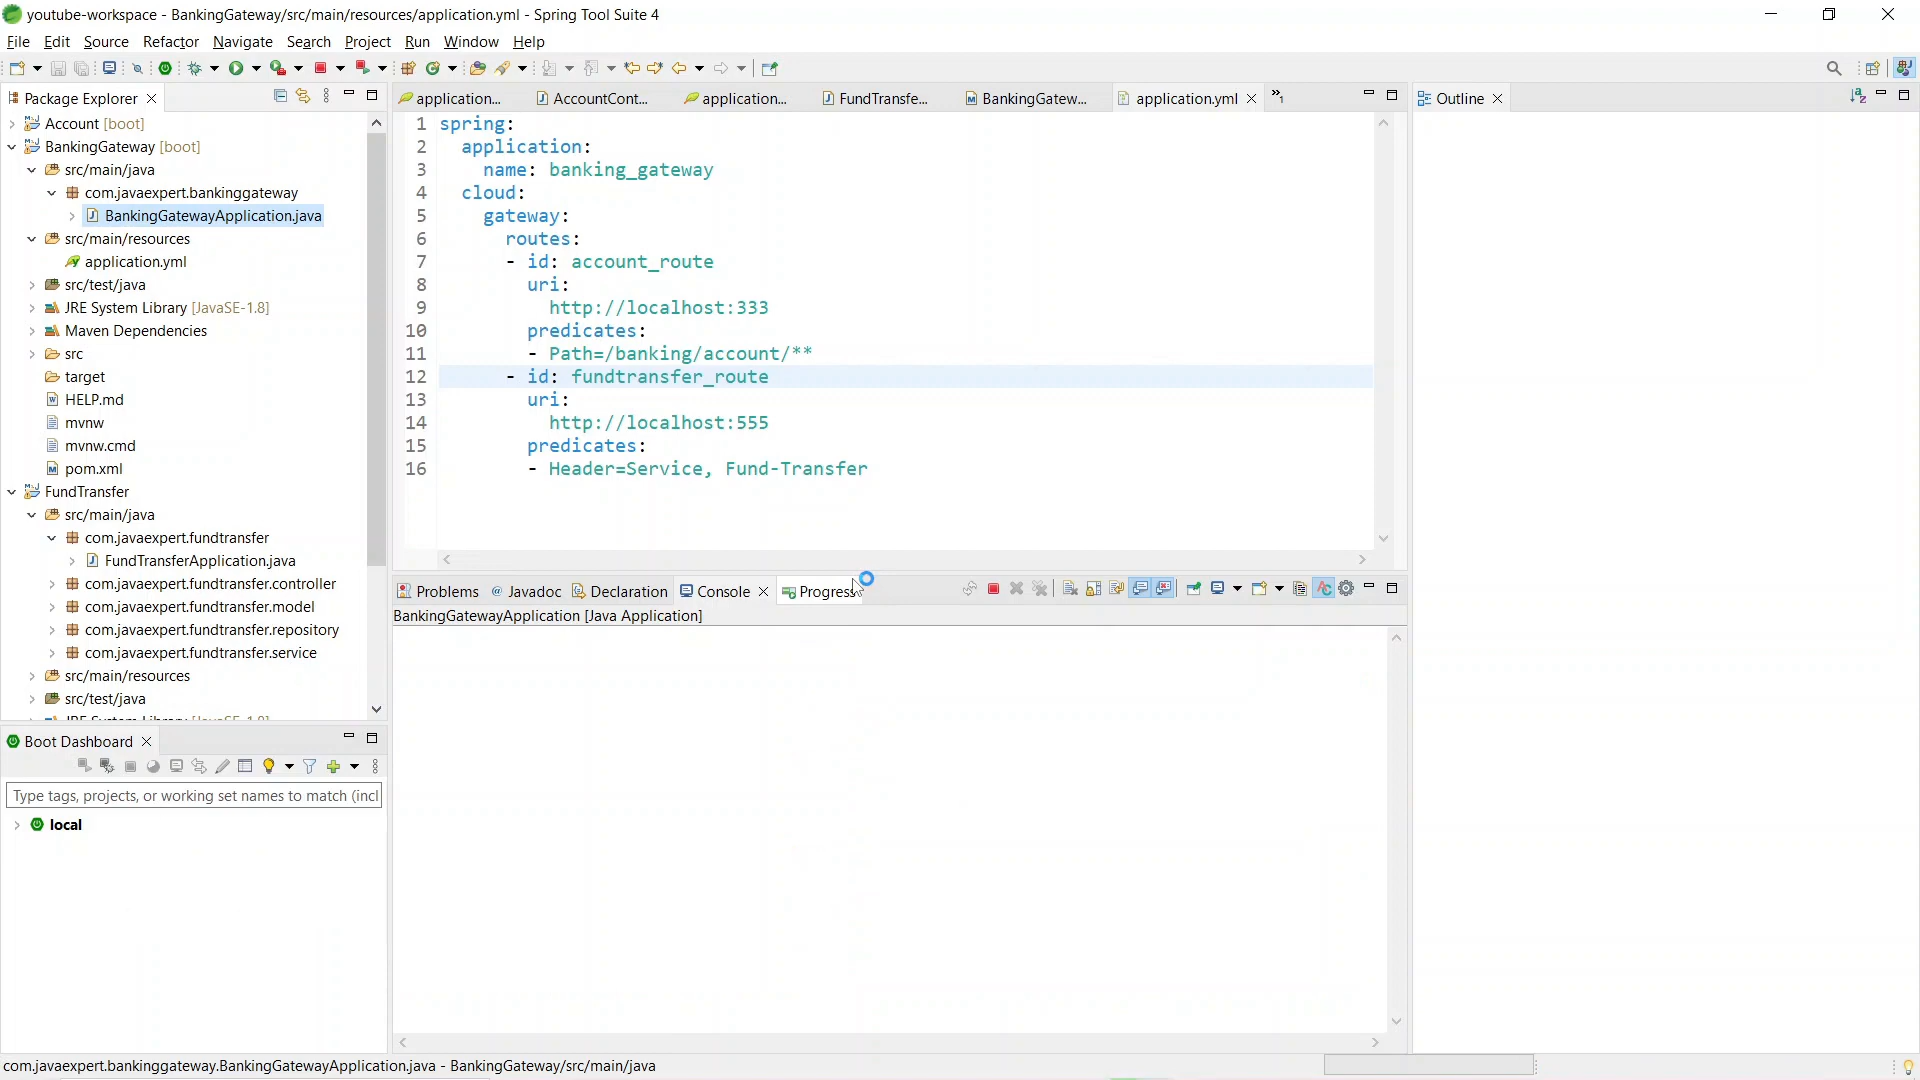 youtube-workspace - BankingGateway/src/main/resources/application.yml - Spring Tool Suite 4
File Edit Source Refactor Navigate Search Project Run Window Help
Package Explorer
application...
AccountCont...
application...
FundTransfe...
BankingGatew...
application.yml
»1
Outline
Account [boot]
BankingGateway [boot]
src/main/java
com.javaexpert.bankinggateway
BankingGatewayApplication.java
src/main/resources
application.yml
src/test/java
JRE System Library [JavaSE-1.8]
Maven Dependencies
src
target
HELP.md
mvnw
mvnw.cmd
pom.xml
FundTransfer
src/main/java
com.javaexpert.fundtransfer
FundTransferApplication.java
com.javaexpert.fundtransfer.controller
com.javaexpert.fundtransfer.model
com.javaexpert.fundtransfer.repository
com.javaexpert.fundtransfer.service
src/main/resources
src/test/java
1 spring:
2 application:
3 name: banking_gateway
4 cloud:
5 gateway:
6 routes:
7 - id: account_route
8 uri:
9 http://localhost:333
10 predicates:
11 - Path=/banking/account/**
12 - id: fundtransfer_route
13 uri:
14 http://localhost:555
15 predicates:
16 - Header=Service, Fund-Transfer
Problems @ Javadoc Declaration Console Progress
BankingGatewayApplication [Java Application]
Boot Dashboard
Type tags, projects, or working set names to match (incl
local
com.javaexpert.bankinggateway.BankingGatewayApplication.java - BankingGateway/src/main/java